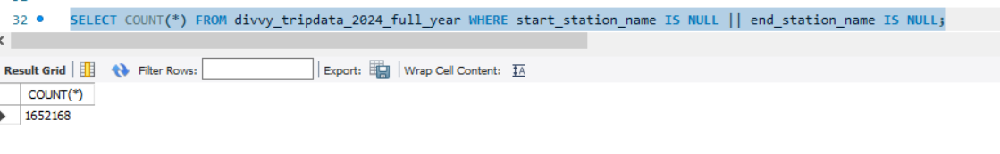 32 SELECT COUNT(*) FROM divvy_tripdata_2024_full_year WHERE start_station_name IS NULL || end_station_name IS NULL;
Result Grid Filter Rows: Export: Wrap Cell Content: IA
COUNT(*)
1652168